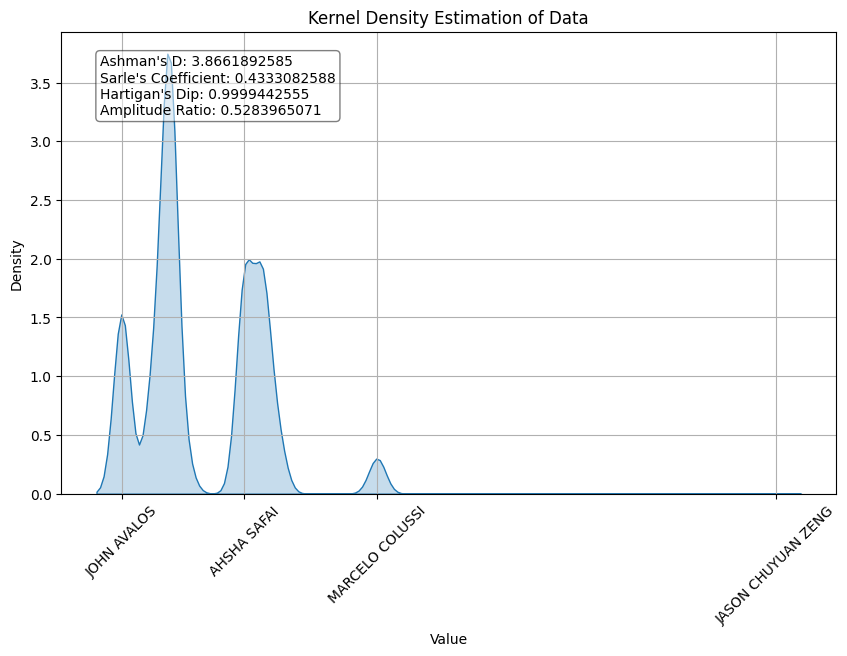 Kernel Density Estimation of Data
Ashman's D: 3.8661892585
Sarle's Coefficient: 0.4333082588
Hartigan's Dip: 0.9999442555
Amplitude Ratio: 0.5283965071
Density
3.5
3.0
2.5
2.0
1.5
1.0
0.5
0.0
JOHN AVALOS
AHSHA SAFAI
MARCELO COLUSSI
JASON CHUYUAN ZENG
Value